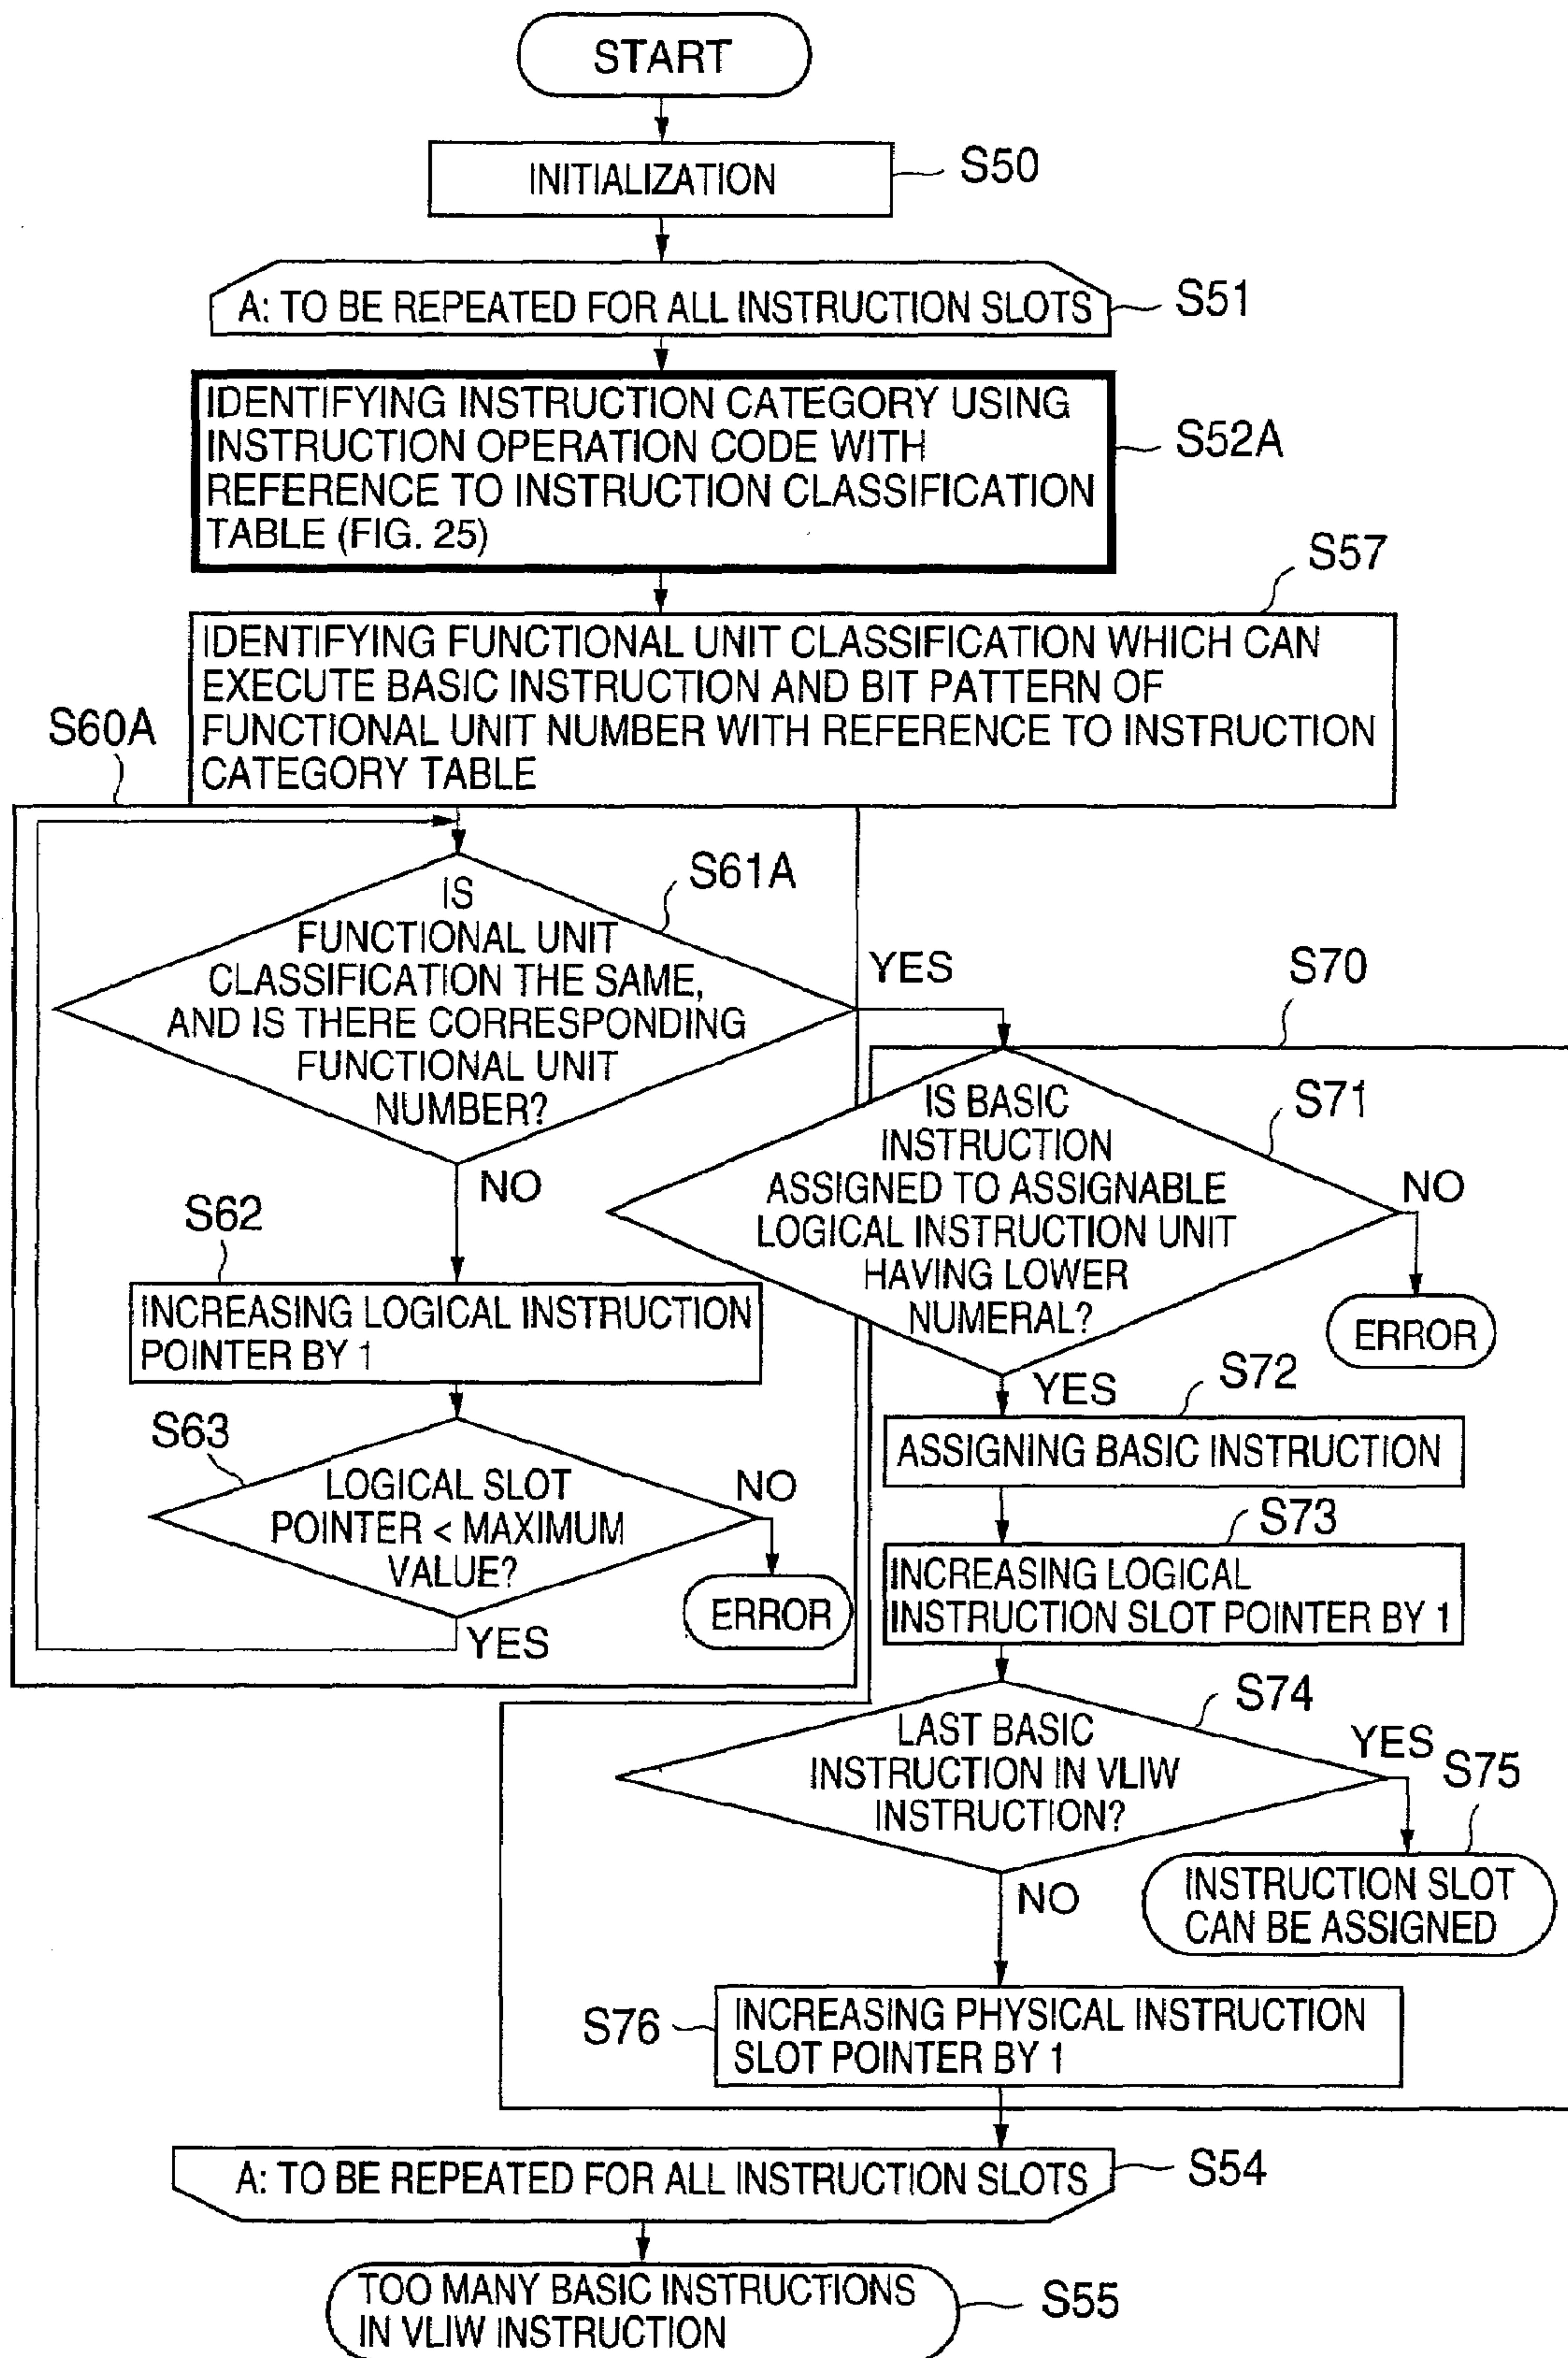 START
INITIALIZATION
S50
A: TO BE REPEATED FOR ALL INSTRUCTION SLOTS
S51
IDENTIFYING INSTRUCTION CATEGORY USING
INSTRUCTION OPERATION CODE WITH
REFERENCE TO INSTRUCTION CLASSIFICATION
TABLE (FIG. 25)
S52A
S57
IDENTIFYING FUNCTIONAL UNIT CLASSIFICATION WHICH CAN
EXECUTE BASIC INSTRUCTION AND BIT PATTERN OF
FUNCTIONAL UNIT NUMBER WITH REFERENCE TO INSTRUCTION
CATEGORY TABLE
S60A
S61A
IS
FUNCTIONAL UNIT
CLASSIFICATION THE SAME,
AND IS THERE CORRESPONDING
FUNCTIONAL UNIT
NUMBER?
YES
NO
S62
INCREASING LOGICAL INSTRUCTION
POINTER BY 1
S63
LOGICAL SLOT
POINTER < MAXIMUM
VALUE?
NO
ERROR
YES
S70
S71
IS BASIC
INSTRUCTION
ASSIGNED TO ASSIGNABLE
LOGICAL INSTRUCTION UNIT
HAVING LOWER
NUMERAL?
NO
ERROR
YES
S72
ASSIGNING BASIC INSTRUCTION
S73
INCREASING LOGICAL
INSTRUCTION SLOT POINTER BY 1
S74
LAST BASIC
INSTRUCTION IN VLIW
INSTRUCTION?
YES
S75
INSTRUCTION SLOT
CAN BE ASSIGNED
NO
S76
INCREASING PHYSICAL INSTRUCTION
SLOT POINTER BY 1
A: TO BE REPEATED FOR ALL INSTRUCTION SLOTS
S54
TOO MANY BASIC INSTRUCTIONS
IN VLIW INSTRUCTION
S55